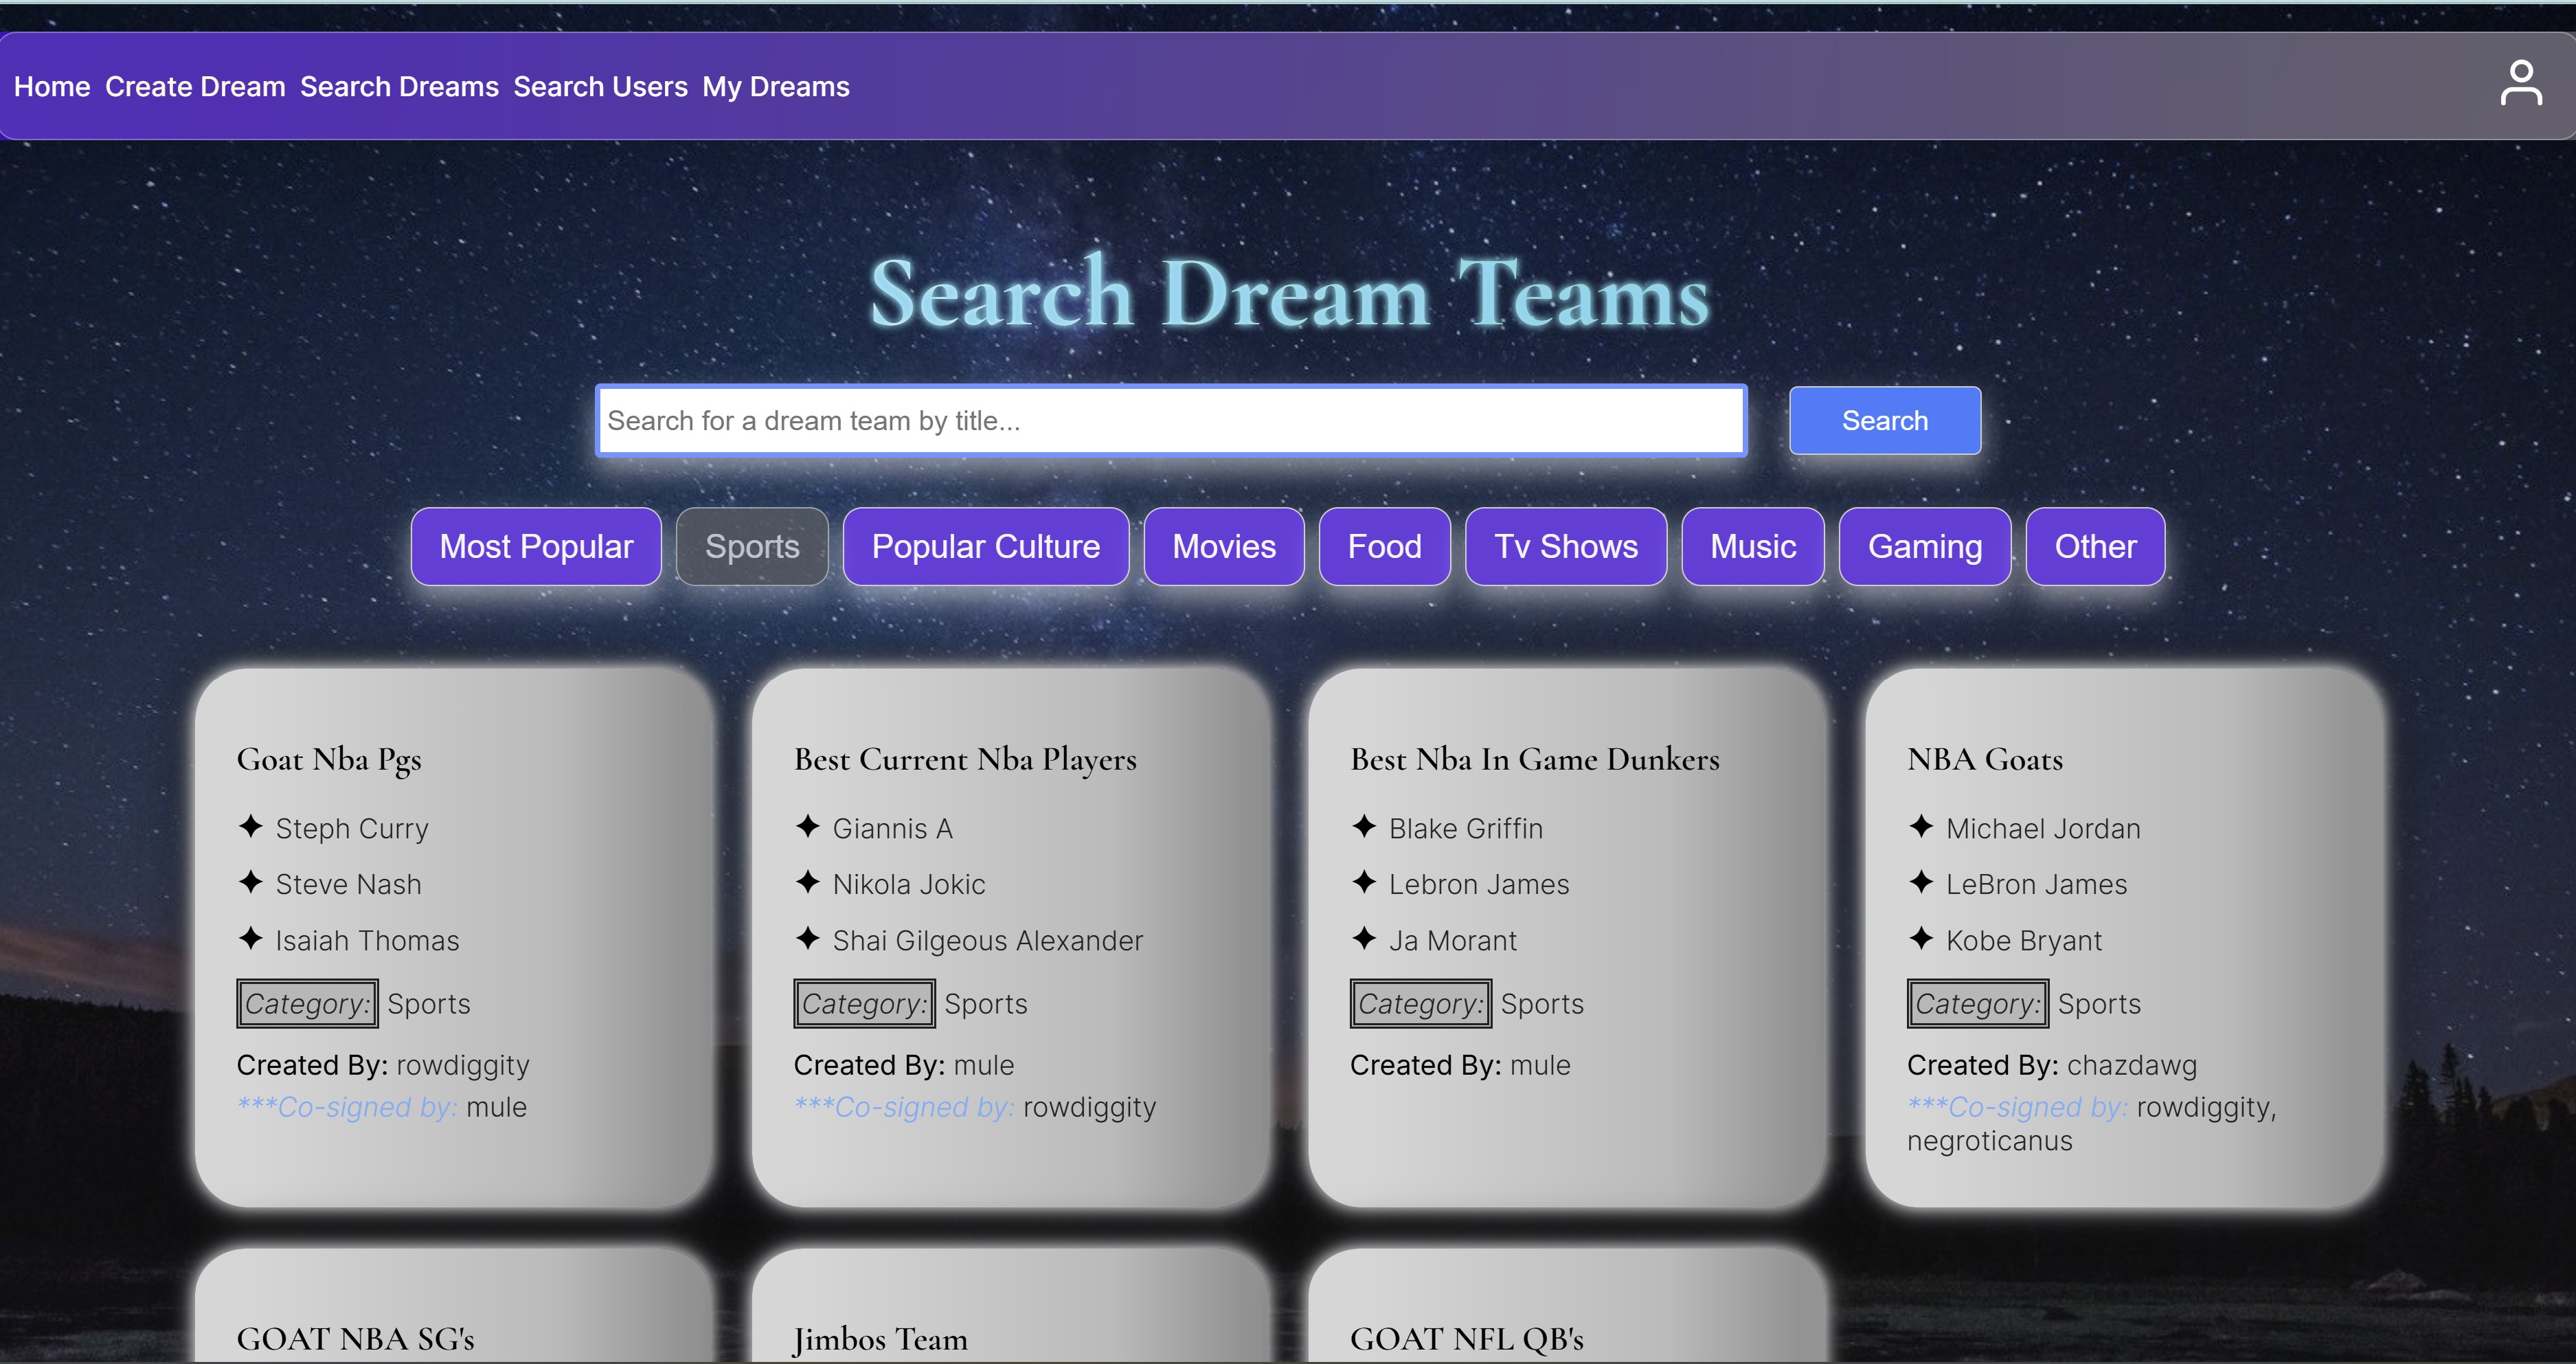 Home Create Dream Search Dreams Search Users My Dreams
Search Dream Teams
Search for a dream team by title...
Search
Most Popular
Sports
Popular Culture
Movies
Food
Tv Shows
Music
Gaming
Other
Goat Nba Pgs
✦ Steph Curry
✦ Steve Nash
✦ Isaiah Thomas
Category: Sports
Created By: rowdiggity
***Co-signed by: mule
Best Current Nba Players
✦ Giannis A
✦ Nikola Jokic
✦ Shai Gilgeous Alexander
Category: Sports
Created By: mule
***Co-signed by: rowdiggity
Best Nba In Game Dunkers
✦ Blake Griffin
✦ Lebron James
✦ Ja Morant
Category: Sports
Created By: mule
NBA Goats
✦ Michael Jordan
✦ LeBron James
✦ Kobe Bryant
Category: Sports
Created By: chazdawg
***Co-signed by: rowdiggity,
negroticanus
GOAT NBA SG's
Jimbos Team
GOAT NFL QB's